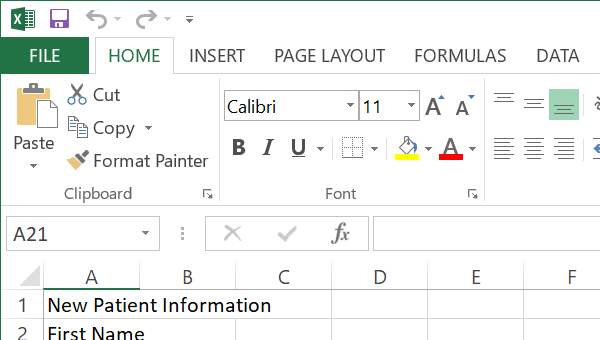 FILE HOME INSERT PAGE LAYOUT FORMULAS DATA
Cut
Copy
Format Painter
Paste
Clipboard
Calibri 11 A A
B I U A
Font
A21 fx
A B C D E F
1 New Patient Information
2 First Name